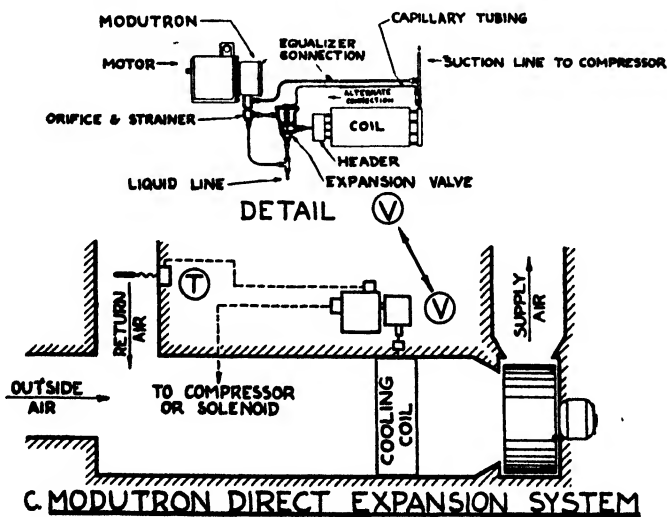 MODUTRON
CAPILLARY TUBING
EQUALIZER
CONNECTION
MOTOR
SUCTION LINE TO COMPRESSOR
ALTERNATE
CONNECTION
ORIFICE & STRAINER
COIL
HEADER
EXPANSION VALVE
LIQUID LINE
DETAIL
V
T
V
RETURN
AIR
SUPPLY
AIR
OUTSIDE
AIR
TO COMPRESSOR
OR SOLENOID
COOLING
COIL
C. MODUTRON DIRECT EXPANSION SYSTEM